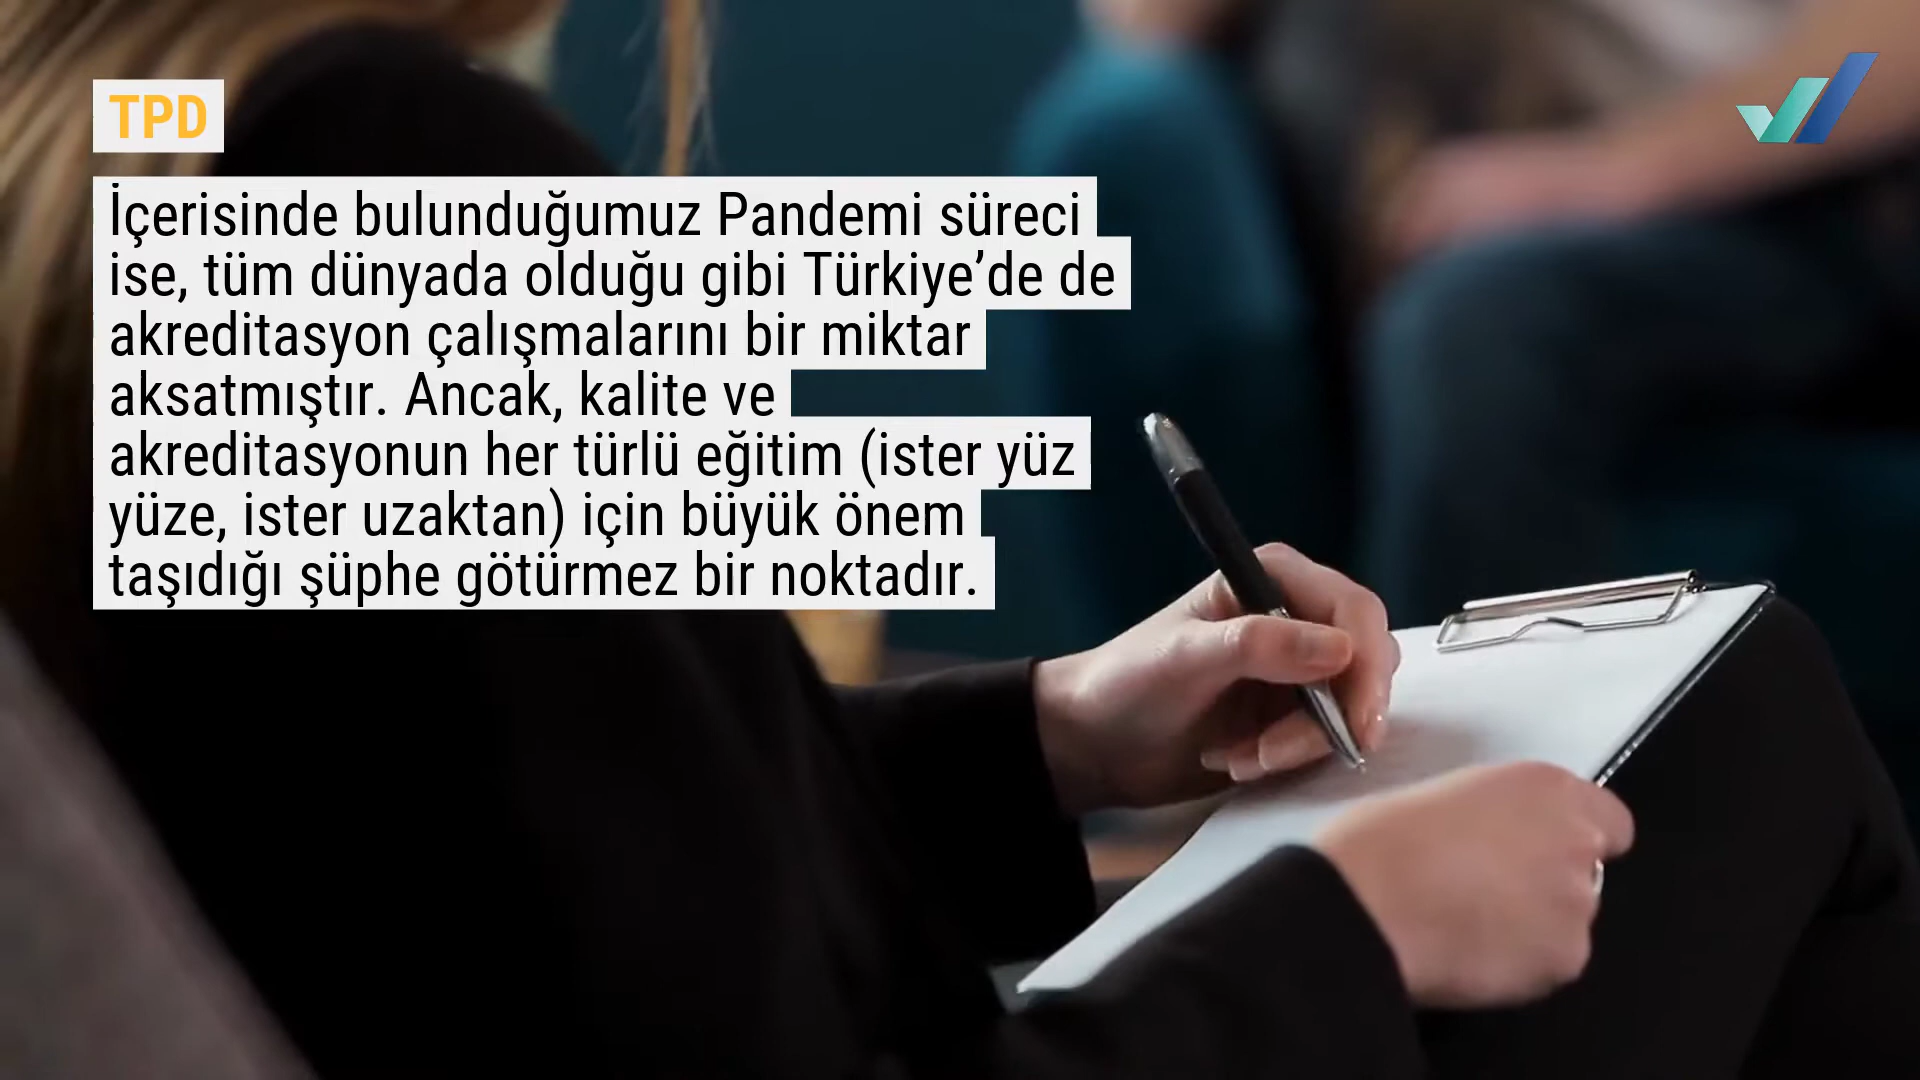 TPD
İçerisinde bulunduğumuz Pandemi süreci
ise, tüm dünyada olduğu gibi Türkiye’de de
akreditasyon çalışmalarını bir miktar
aksatmıştır. Ancak, kalite ve
akreditasyonun her türlü eğitim (ister yüz
yüze, ister uzaktan) için büyük önem
taşıdığı şüphe götürmez bir noktadır.